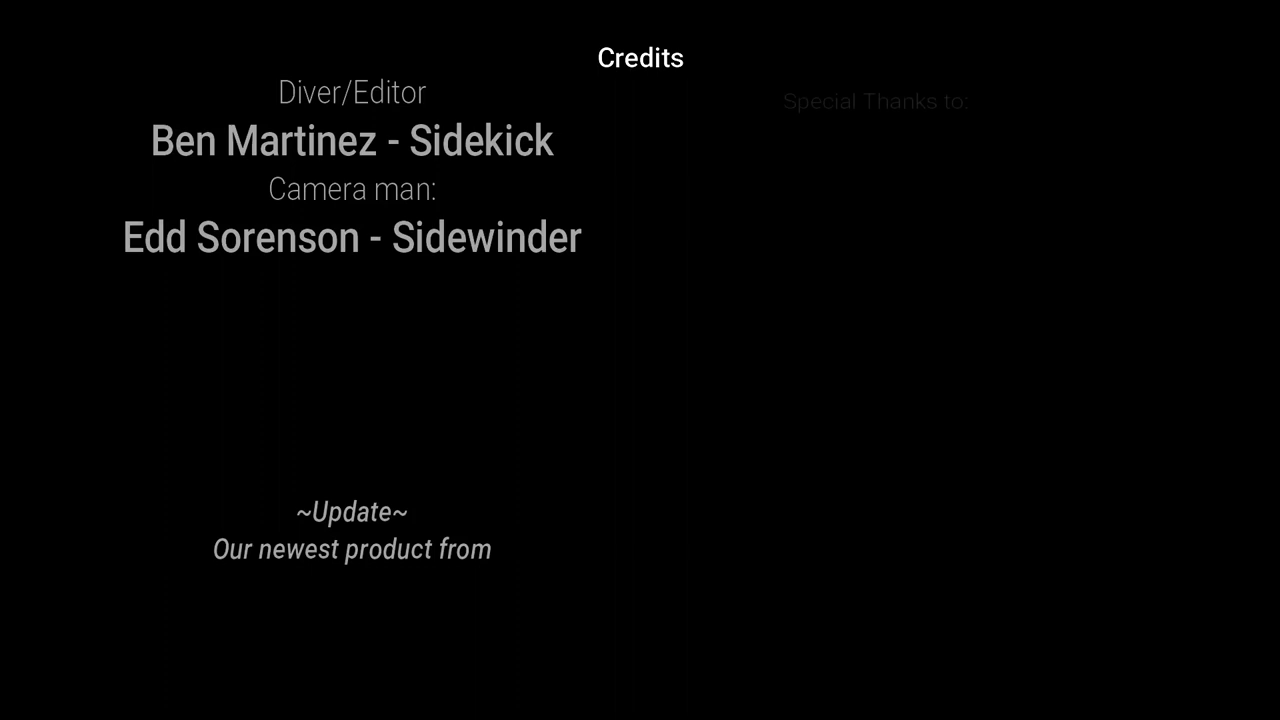 Credits
Diver/Editor
Ben Martinez - Sidekick
Camera man:
Edd Sorenson - Sidewinder
~Update~
Our newest product from
Special Thanks to: